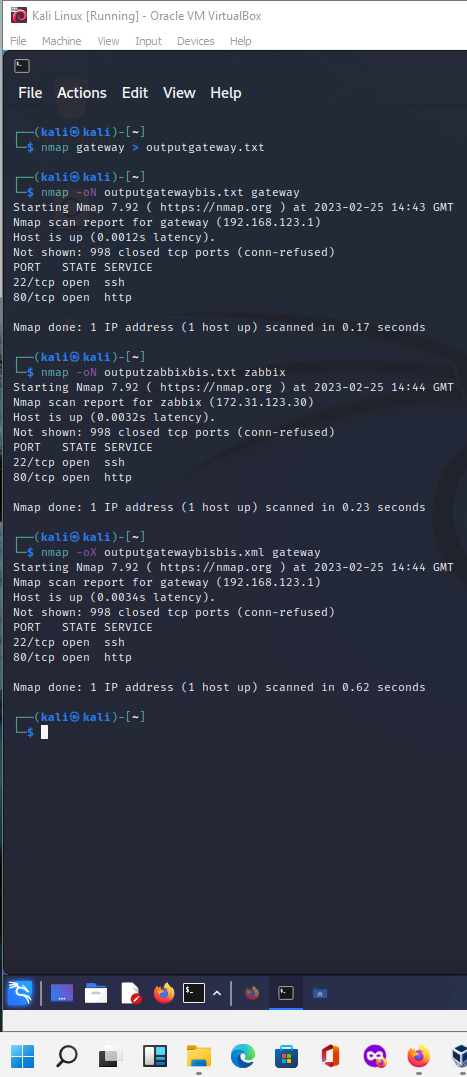 Kali Linux [Running] - Oracle VM VirtualBox
File Machine View Input Devices Help
File Actions Edit View Help
┌──(kali㉿kali)-[~]
└─$ nmap gateway > outputgateway.txt
┌──(kali㉿kali)-[~]
└─$ nmap -oN outputgatewaybis.txt gateway
Starting Nmap 7.92 ( https://nmap.org ) at 2023-02-25 14:43 GMT
Nmap scan report for gateway (192.168.123.1)
Host is up (0.0012s latency).
Not shown: 998 closed tcp ports (conn-refused)
PORT   STATE SERVICE
22/tcp open  ssh
80/tcp open  http
Nmap done: 1 IP address (1 host up) scanned in 0.17 seconds
┌──(kali㉿kali)-[~]
└─$ nmap -oN outputzabbixbis.txt zabbix
Starting Nmap 7.92 ( https://nmap.org ) at 2023-02-25 14:44 GMT
Nmap scan report for zabbix (172.31.123.30)
Host is up (0.0032s latency).
Not shown: 998 closed tcp ports (conn-refused)
PORT   STATE SERVICE
22/tcp open  ssh
80/tcp open  http
Nmap done: 1 IP address (1 host up) scanned in 0.23 seconds
┌──(kali㉿kali)-[~]
└─$ nmap -oX outputgatewaybisbis.xml gateway
Starting Nmap 7.92 ( https://nmap.org ) at 2023-02-25 14:44 GMT
Nmap scan report for gateway (192.168.123.1)
Host is up (0.0034s latency).
Not shown: 998 closed tcp ports (conn-refused)
PORT   STATE SERVICE
22/tcp open  ssh
80/tcp open  http
Nmap done: 1 IP address (1 host up) scanned in 0.62 seconds
┌──(kali㉿kali)-[~]
└─$